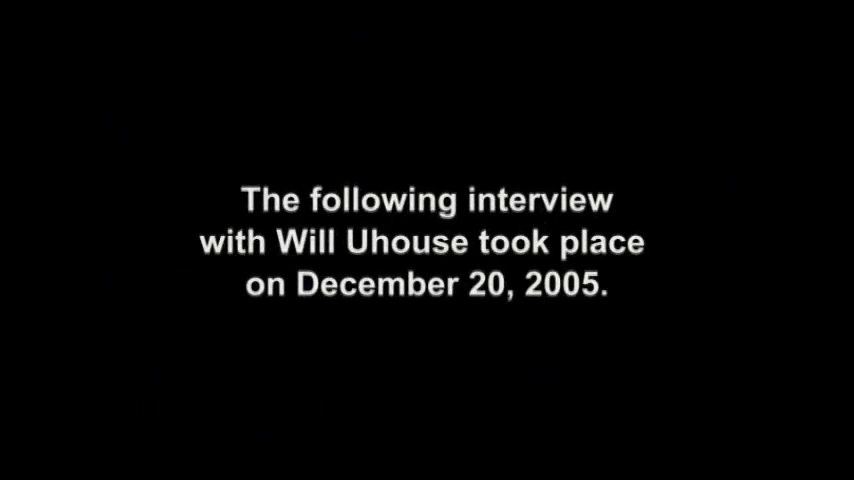 The following interview
with Will Uhouse took place
on December 20, 2005.